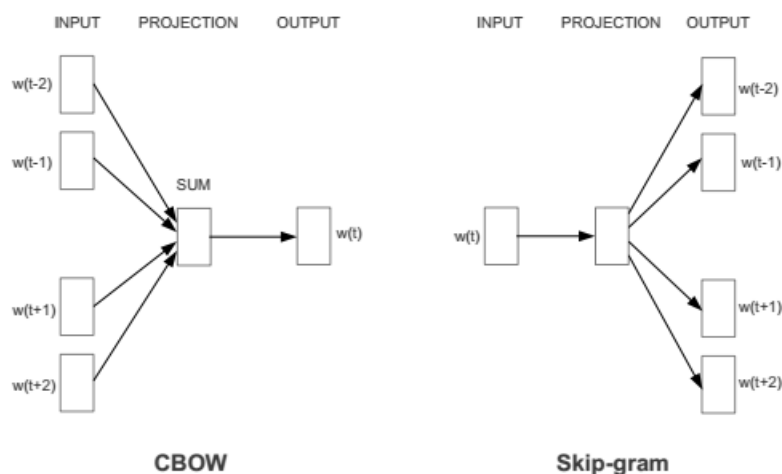 INPUT PROJECTION OUTPUT
w(t-2)
w(t-1)
SUM
w(t)
w(t+1)
w(t+2)
CBOW
INPUT PROJECTION OUTPUT
w(t-2)
w(t-1)
w(t)
w(t+1)
w(t+2)
Skip-gram